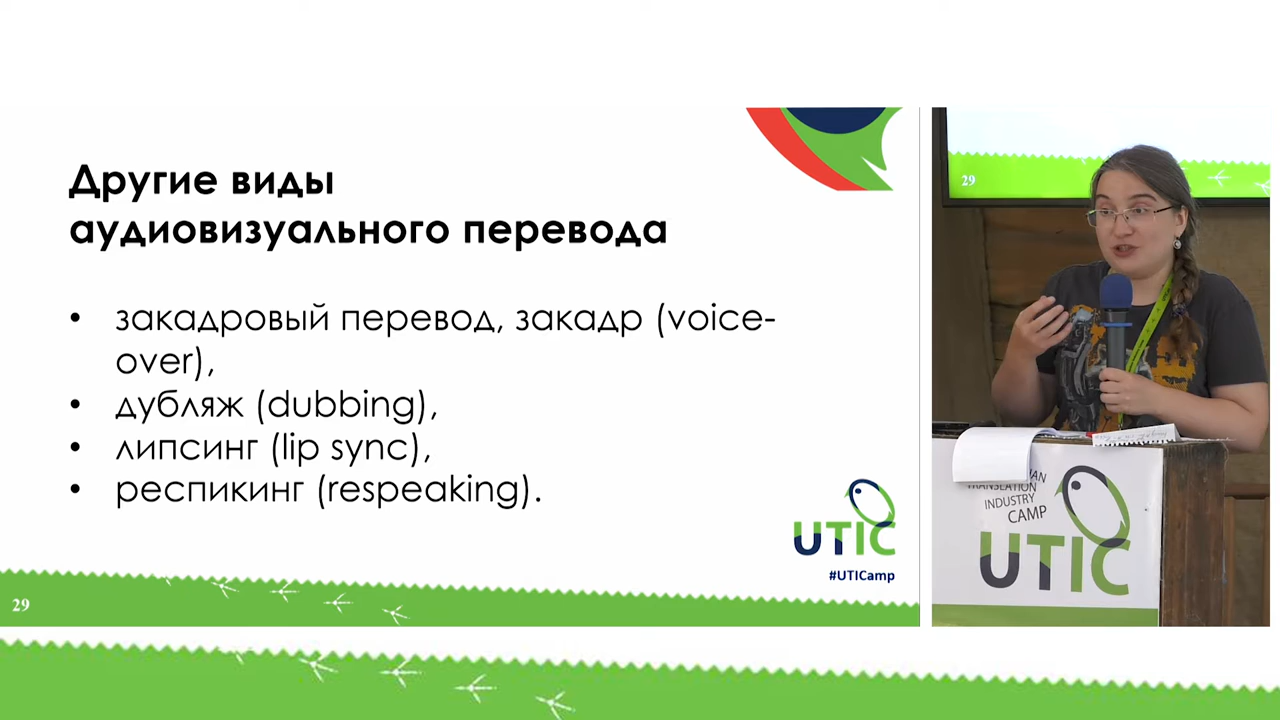 Другие виды
аудиовизуального перевода
• закадровый перевод, закадр (voice-
over),
• дубляж (dubbing),
• липсинг (lip sync),
• респикинг (respeaking).
UTIC
#UTICamp
29
29
TRANSLATION
INDUSTRY
CAMP
UTIC